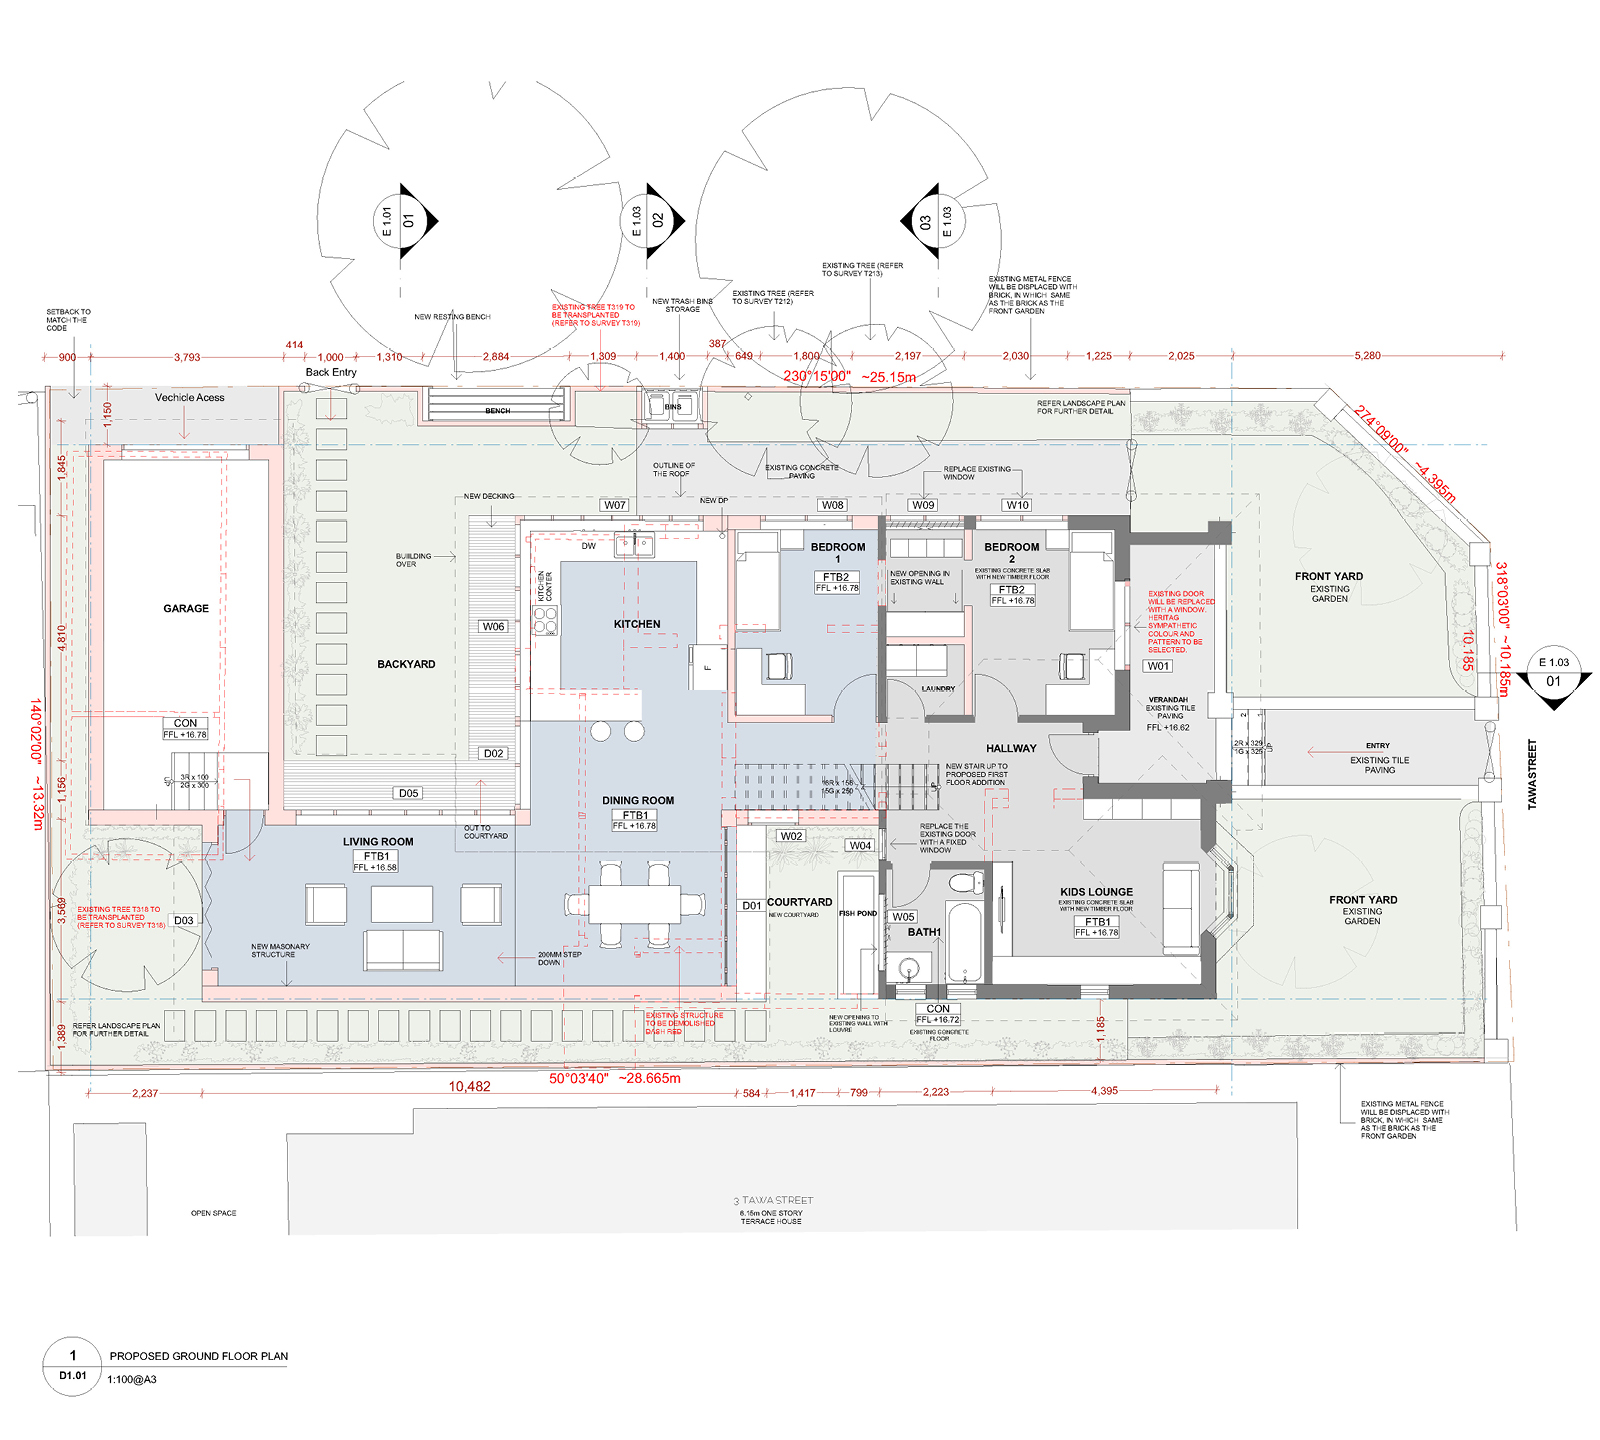 E 1.01
01
E 1.03
02
03
E 1.03
SETBACK TO
MATCH THE
CODE
NEW RESTING BENCH
EXISTING TREE T319 TO
BE TRANSPLANTED
(REFER TO SURVEY T319)
NEW TRASH BINS
STORAGE
EXISTING TREE (REFER
TO SURVEY T212)
EXISTING TREE (REFER
TO SURVEY T213)
EXISTING METAL FENCE
WILL BE DISPLACED WITH
BRICK, IN WHICH SAME
AS THE BRICK AS THE
FRONT GARDEN
900
3,793
414
1,000
1,310
2,884
1,309
1,400
387
649
1,800
2,197
2,030
1,225
2,025
5,280
Back Entry
230°15'00" ~25.15m
Vechicle Acess
1,150
BENCH
BINS
REFER LANDSCAPE PLAN
FOR FURTHER DETAIL
274°09'00" ~4.395m
1,845
OUTLINE OF
THE ROOF
EXISTING CONCRETE
PAVING
REPLACE EXISTING
WINDOW
NEW DECKING
W07
NEW DP
W08
W09
W10
DW
BUILDING
OVER
KITCHEN
CONTER
BEDROOM
1
FTB2
FFL +16.78
NEW OPENING IN
EXISTING WALL
BEDROOM
2
EXISTING CONCRETE SLAB
WITH NEW TIMBER FLOOR
FTB2
FFL +16.78
FRONT YARD
EXISTING
GARDEN
318°03'00" ~10.185m
10.185
EXISTING DOOR
WILL BE REPLACED
WITH A WINDOW.
HERITAG
SYMPATHETIC
COLOUR AND
PATTERN TO BE
SELECTED.
W01
GARAGE
4,810
W06
KITCHEN
BACKYARD
F
LAUNDRY
VERANDAH
EXISTING TILE
PAVING
FFL +16.62
E 1.03
01
140°02'00" ~13.32m
CON
FFL +16.78
D02
HALLWAY
NEW STAIR UP TO
PROPOSED FIRST
FLOOR ADDITION
1
2
2R x 329
1G x 325
UP
ENTRY
EXISTING TILE
PAVING
TAWA STREET
UP
3R x 100
2G x 300
1,156
D05
DINING ROOM
FTB1
FFL +16.78
16R x 156
15G x 250
UP
OUT TO
COURTYARD
LIVING ROOM
FTB1
FFL +16.58
W02
W04
REPLACE THE
EXISTING DOOR
WITH A FIXED
WINDOW
KIDS LOUNGE
EXISTING CONCRETE SLAB
WITH NEW TIMBER FLOOR
FTB1
FFL +16.78
FRONT YARD
EXISTING
GARDEN
3,569
EXISTING TREE T318 TO
BE TRANSPLANTED
(REFER TO SURVEY T318)
D03
D01
COURTYARD
NEW COURTYARD
FISH POND
W05
BATH1
NEW MASONARY
STRUCTURE
200MM STEP
DOWN
CON
FFL +16.72
EXISTING CONCRETE
FLOOR
EXISTING STRUCTURE
TO BE DEMOLISHED
DASH RED
NEW OPENING TO
EXISTING WALL WITH
LOUVRE
REFER LANDSCAPE PLAN
FOR FURTHER DETAIL
1,389
1,185
50°03'40" ~28.665m
2,237
10,482
584
1,417
799
2,223
4,395
EXISTING METAL FENCE
WILL BE DISPLACED WITH
BRICK, IN WHICH SAME
AS THE BRICK AS THE
FRONT GARDEN
OPEN SPACE
3 TAWA STREET
6.15m ONE STORY
TERRACE HOUSE
1
D1.01
PROPOSED GROUND FLOOR PLAN
1:100@A3